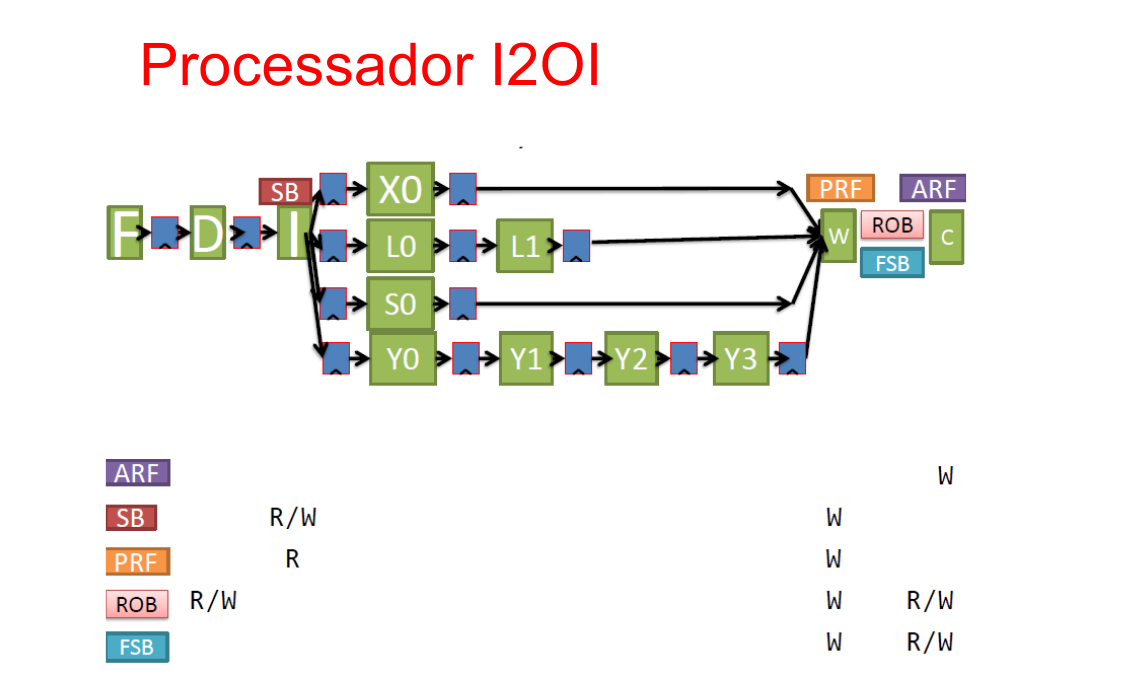 Processador I2OI
SB X0 PRF ARF
F D I L0 L1 W ROB C
S0 FSB
Y0 Y1 Y2 Y3
ARF W
SB R/W W
PRF R W
ROB R/W W R/W
FSB W R/W